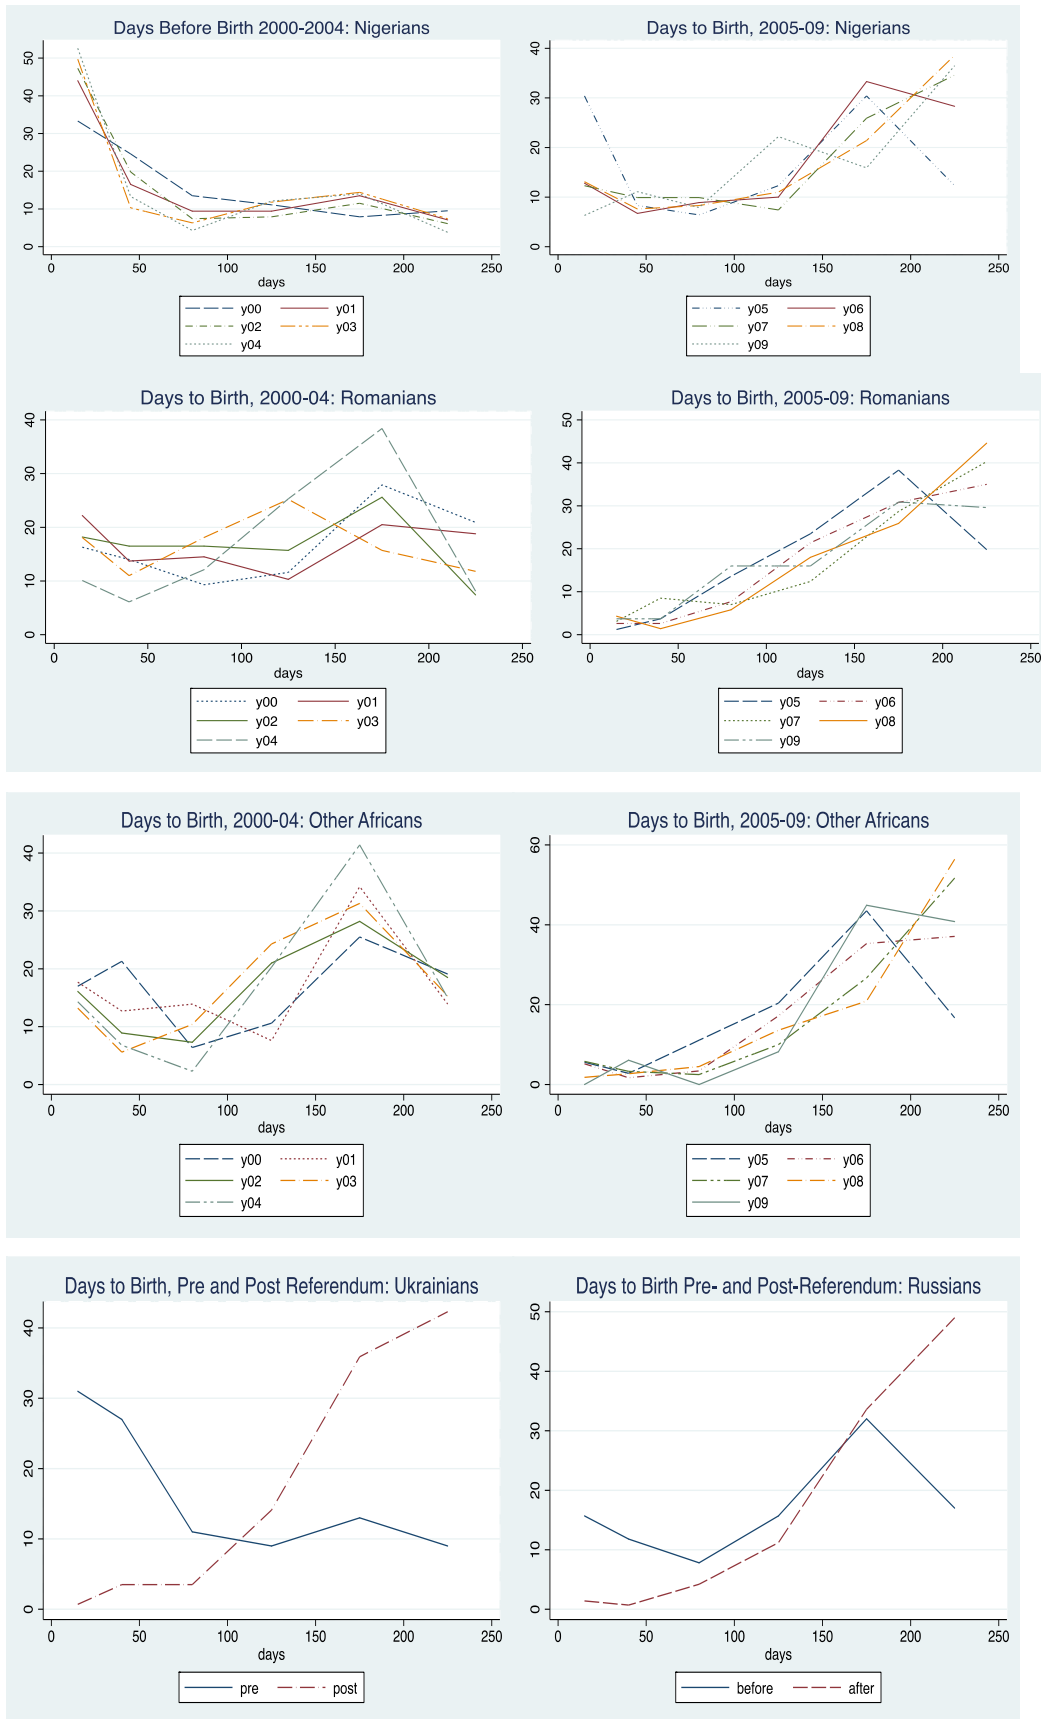 Days Before Birth 2000-2004: Nigerians
50
40
30
20
10
0
0 50 100 150 200 250
days
y00 y01
y02 y03
y04
Days to Birth, 2005-09: Nigerians
40
30
20
10
0
0 50 100 150 200 250
days
y05 y06
y07 y08
y09
Days to Birth, 2000-04: Romanians
40
30
20
10
0
0 50 100 150 200 250
days
y00 y01
y02 y03
y04
Days to Birth, 2005-09: Romanians
50
40
30
20
10
0
0 50 100 150 200 250
days
y05 y06
y07 y08
y09
Days to Birth, 2000-04: Other Africans
40
30
20
10
0
0 50 100 150 200 250
days
y00 y01
y02 y03
y04
Days to Birth, 2005-09: Other Africans
60
40
20
0
0 50 100 150 200 250
days
y05 y06
y07 y08
y09
Days to Birth, Pre and Post Referendum: Ukrainians
40
30
20
10
0
0 50 100 150 200 250
days
pre post
Days to Birth Pre- and Post-Referendum: Russians
50
40
30
20
10
0
0 50 100 150 200 250
days
before after